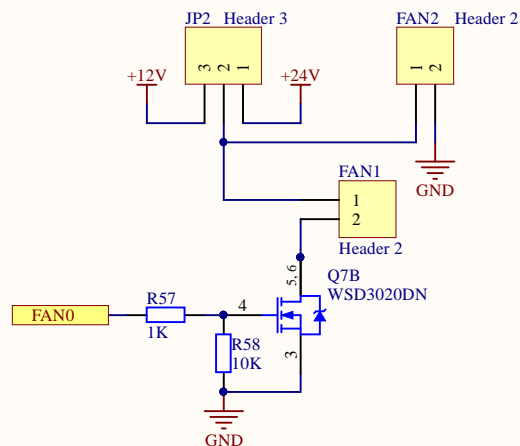 JP2 Header 3
FAN2 Header 2
+12V
3 2 1
+24V
1 2
GND
FAN1
1
2
Header 2
5, 6
Q7B
WSD3020DN
FAN0
R57
1K
4
R58
10K
3
GND